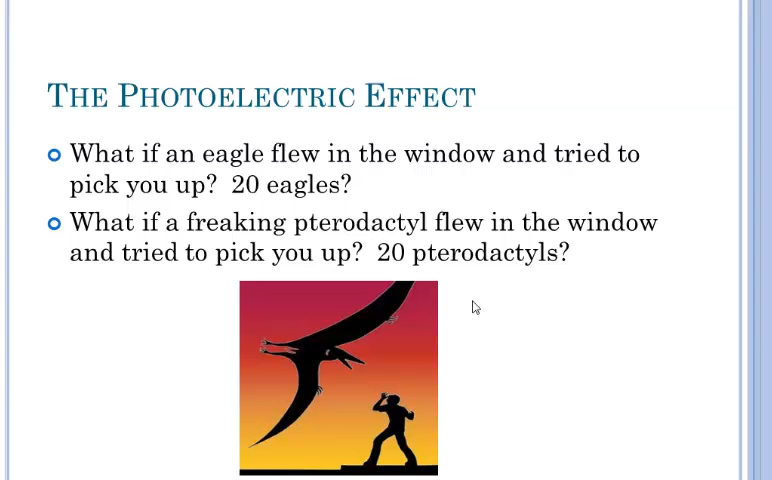 THE PHOTOELECTRIC EFFECT
What if an eagle flew in the window and tried to
pick you up?  20 eagles?
What if a freaking pterodactyl flew in the window
and tried to pick you up?  20 pterodactyls?